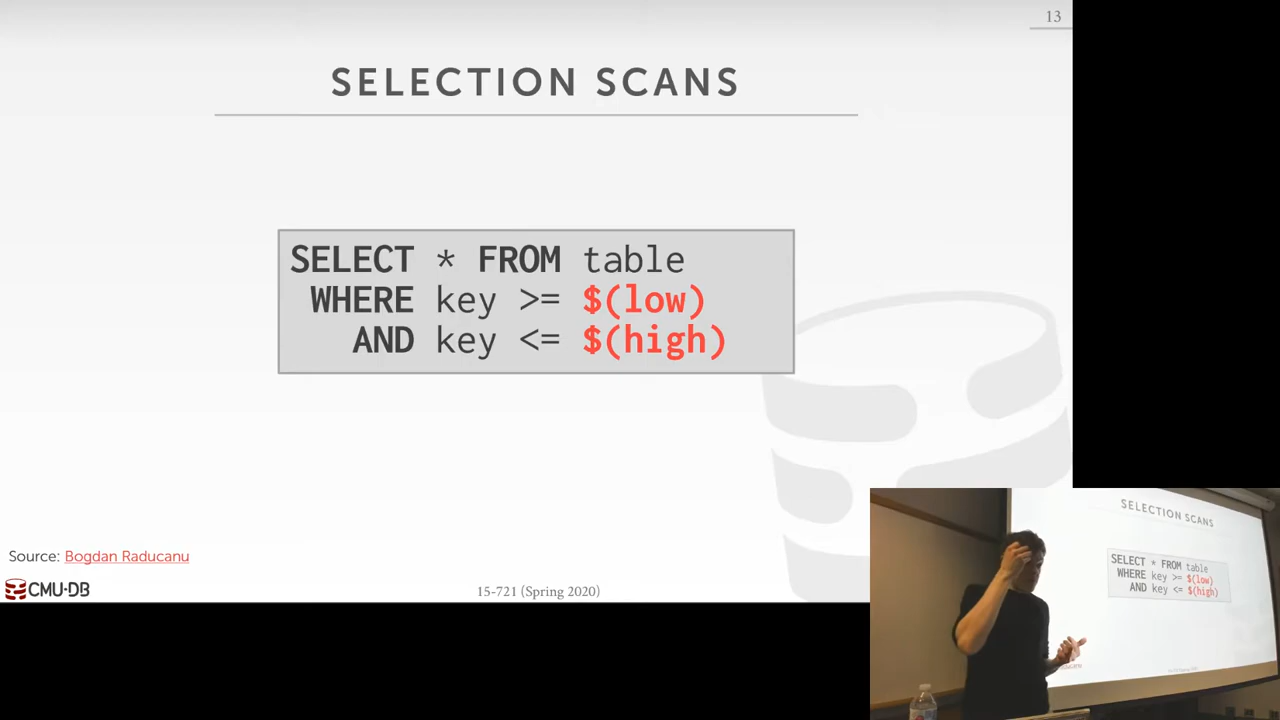 13
SELECTION SCANS
SELECT * FROM table
WHERE key >= $(low)
AND key <= $(high)
Source: Bogdan Raducanu
CMU·DB
15-721 (Spring 2020)
SELECTION SCANS
SELECT * FROM table
WHERE key >= $(low)
AND key <= $(high)